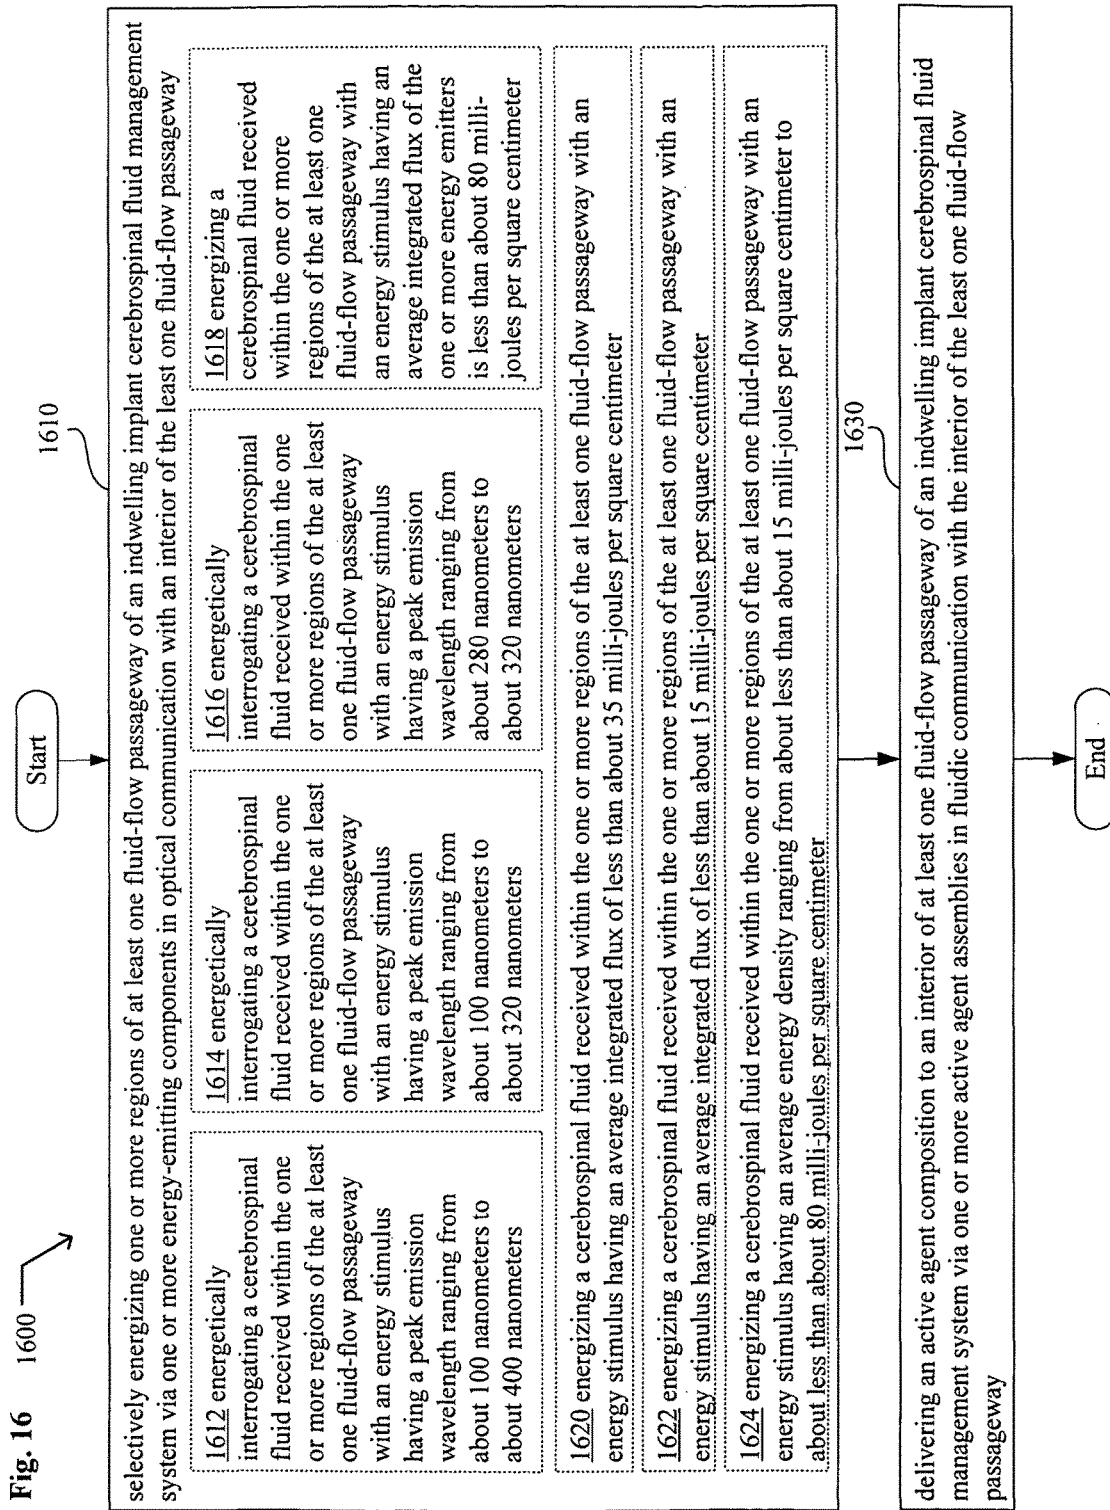 Fig. 16
1600
Start
1610
selectively energizing one or more regions of at least one fluid-flow passageway of an indwelling implant cerebrospinal fluid management
system via one or more energy-emitting components in optical communication with an interior of the least one fluid-flow passageway
1612 energetically
interrogating a cerebrospinal
fluid received within the one
or more regions of the at least
one fluid-flow passageway
with an energy stimulus
having a peak emission
wavelength ranging from
about 100 nanometers to
about 400 nanometers
1614 energetically
interrogating a cerebrospinal
fluid received within the one
or more regions of the at least
one fluid-flow passageway
with an energy stimulus
having a peak emission
wavelength ranging from
about 100 nanometers to
about 320 nanometers
1616 energetically
interrogating a cerebrospinal
fluid received within the one
or more regions of the at least
one fluid-flow passageway
with an energy stimulus
having a peak emission
wavelength ranging from
about 280 nanometers to
about 320 nanometers
1618 energizing a
cerebrospinal fluid received
within the one or more
regions of the at least one
fluid-flow passageway with
an energy stimulus having an
average integrated flux of the
one or more energy emitters
is less than about 80 milli-
joules per square centimeter
1620 energizing a cerebrospinal fluid received within the one or more regions of the at least one fluid-flow passageway with an
energy stimulus having an average integrated flux of less than about 35 milli-joules per square centimeter
1622 energizing a cerebrospinal fluid received within the one or more regions of the at least one fluid-flow passageway with an
energy stimulus having an average integrated flux of less than about 15 milli-joules per square centimeter
1624 energizing a cerebrospinal fluid received within the one or more regions of the at least one fluid-flow passageway with an
energy stimulus having an average energy density ranging from about less than about 15 milli-joules per square centimeter to
about less than about 80 milli-joules per square centimeter
1630
delivering an active agent composition to an interior of at least one fluid-flow passageway of an indwelling implant cerebrospinal fluid
management system via one or more active agent assemblies in fluidic communication with the interior of the least one fluid-flow
passageway
End